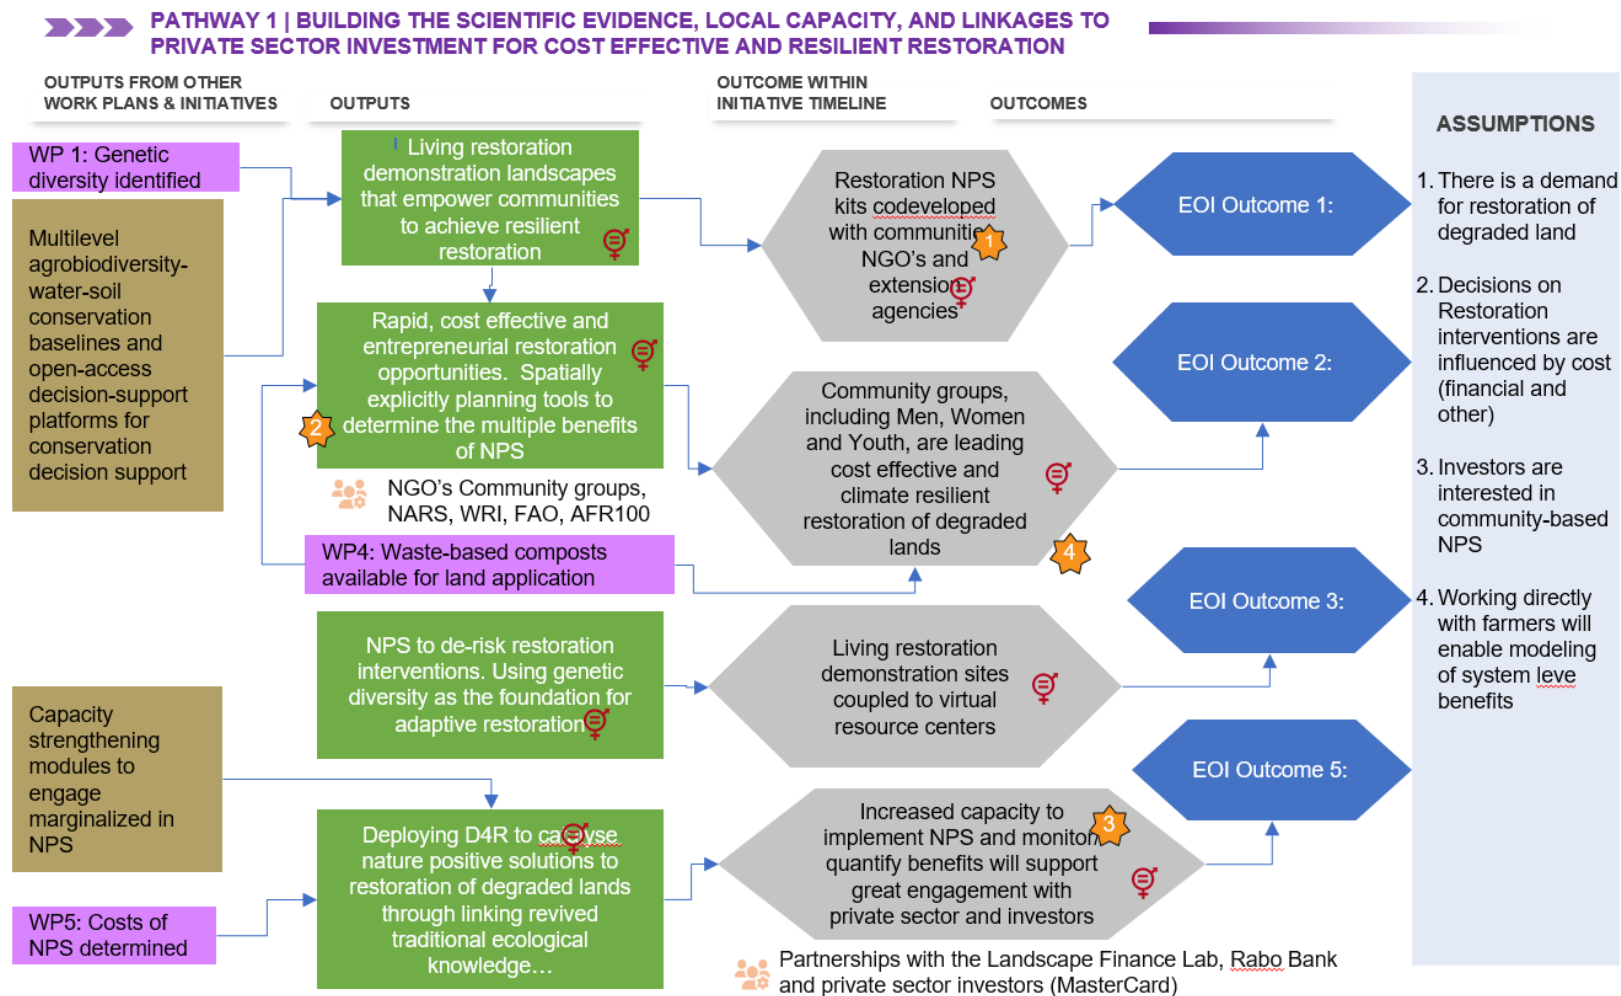 PATHWAY 1 | BUILDING THE SCIENTIFIC EVIDENCE, LOCAL CAPACITY, AND LINKAGES TO
PRIVATE SECTOR INVESTMENT FOR COST EFFECTIVE AND RESILIENT RESTORATION
OUTPUTS FROM OTHER
WORK PLANS & INITIATIVES
OUTPUTS
OUTCOME WITHIN
INITIATIVE TIMELINE
OUTCOMES
WP 1: Genetic
diversity identified
Multilevel
agrobiodiversity-
water-soil
conservation
baselines and
open-access
decision-support
platforms for
conservation
decision support
Capacity
strengthening
modules to
engage
marginalized in
NPS
WP5: Costs of
NPS determined
Living restoration
demonstration landscapes
that empower communities
to achieve resilient
restoration
Rapid, cost effective and
entrepreneurial restoration
opportunities. Spatially
explicitly planning tools to
determine the multiple benefits
of NPS
2
NGO's Community groups,
NARS, WRI, FAO, AFR100
WP4: Waste-based composts
available for land application
NPS to de-risk restoration
interventions. Using genetic
diversity as the foundation for
adaptive restoration
Deploying D4R to
nature positive solutions to
restoration of degraded lands
through linking revived
traditional ecological
knowledge…
Restoration NPS
kits codeveloped
with
1
NGO's and
extension
agencies
Community groups,
including Men, Women
and Youth, are leading
cost effective and
climate resilient
restoration of degraded
lands
4
Living restoration
demonstration sites
coupled to virtual
resource centers
Increased capacity to
implement NPS and monitor/
3
quantify benefits will support
great engagement with
private sector and investors
Partnerships with the Landscape Finance Lab, Rabo Bank
and private sector investors (MasterCard)
EOI Outcome 1:
EOI Outcome 2:
EOI Outcome 3:
EOI Outcome 5:
ASSUMPTIONS
1. There is a demand
for restoration of
degraded land
2. Decisions on
Restoration
interventions are
influenced by cost
(financial and
other)
3. Investors are
interested in
community-based
NPS
4. Working directly
with farmers will
enable modeling
of system leve
benefits